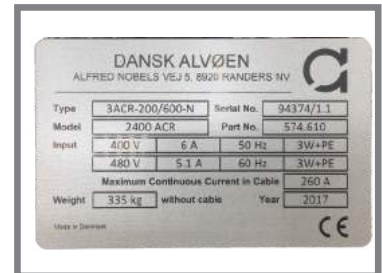 DANSK ALVØEN
ALFRED NOBELS VEJ 5, 8920 RANDERS NV
Type 3ACR-200/600-N Serial No. 94374/1.1
Model 2400 ACR Part No. 574.610
Input 400 V 6 A 50 Hz 3W+PE
480 V 5.1 A 60 Hz 3W+PE
Maximum Continuous Current in Cable 260 A
Weight 335 kg without cable Year 2017
Made in Denmark CE